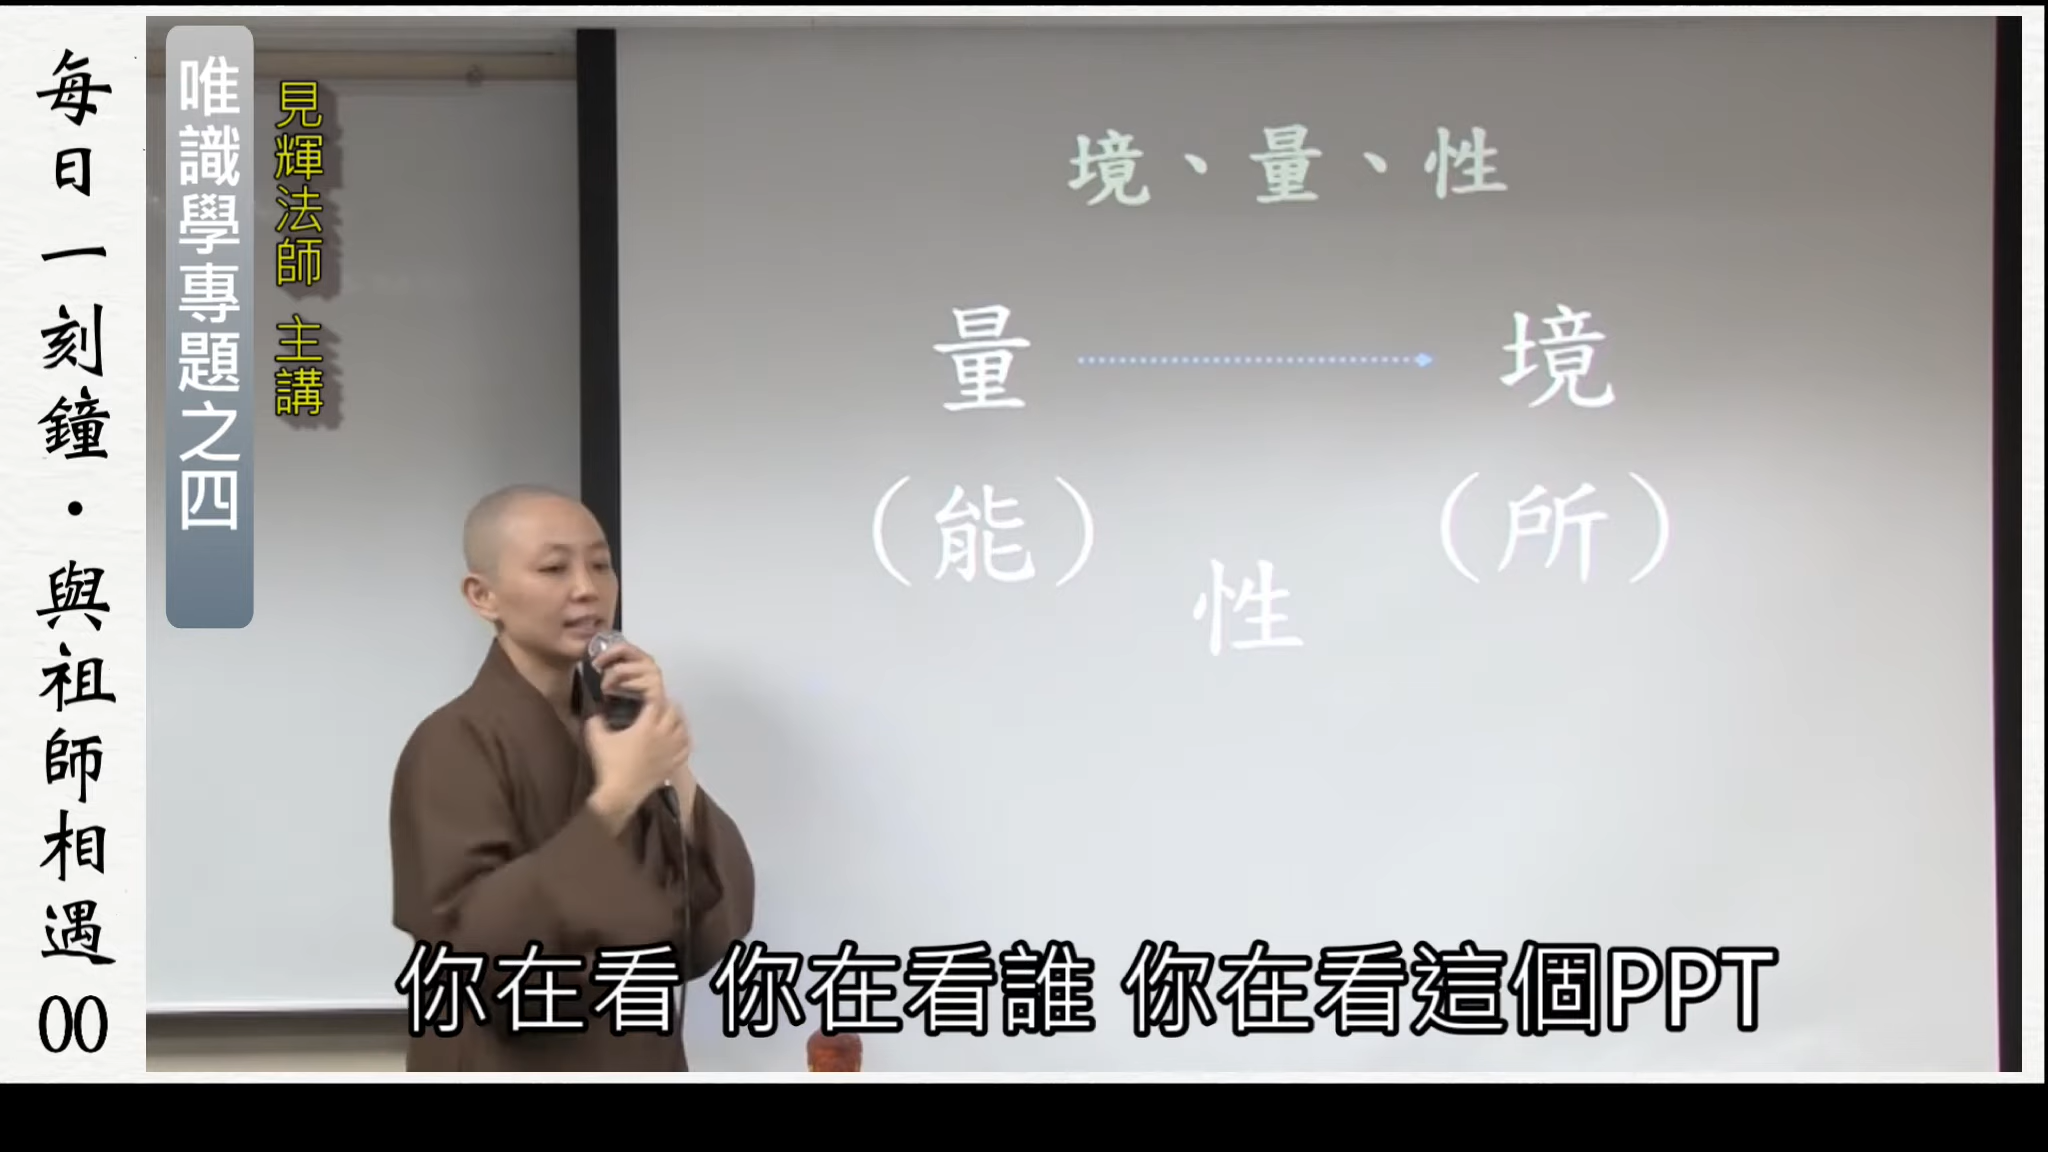 每日一刻鐘・與祖師相遇00
唯識學專題之四
見輝法師 主講
境、量、性
量 境
(能) (所)
性
你在看 你在看誰 你在看這個PPT